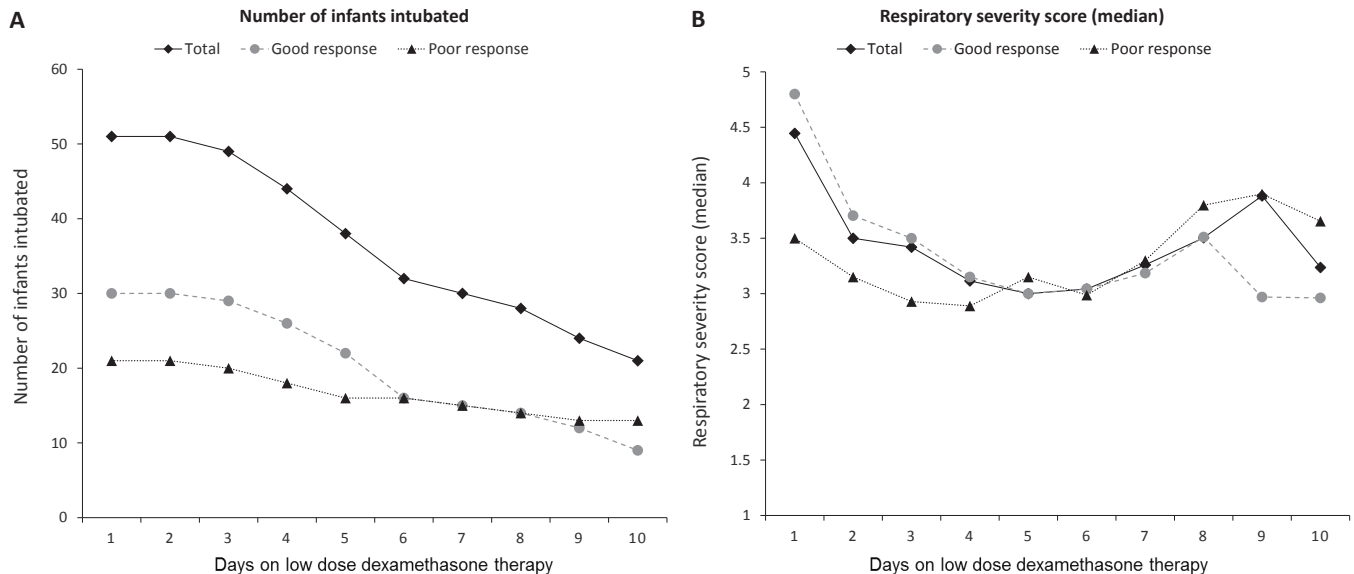 A
Number of infants intubated
Total Good response Poor response
Number of infants intubated
60
50
40
30
20
10
0
1 2 3 4 5 6 7 8 9 10
Days on low dose dexamethasone therapy
B
Respiratory severity score (median)
Total Good response Poor response
Respiratory severity score (median)
5
4.5
4
3.5
3
2.5
2
1.5
1
1 2 3 4 5 6 7 8 9 10
Days on low dose dexamethasone therapy